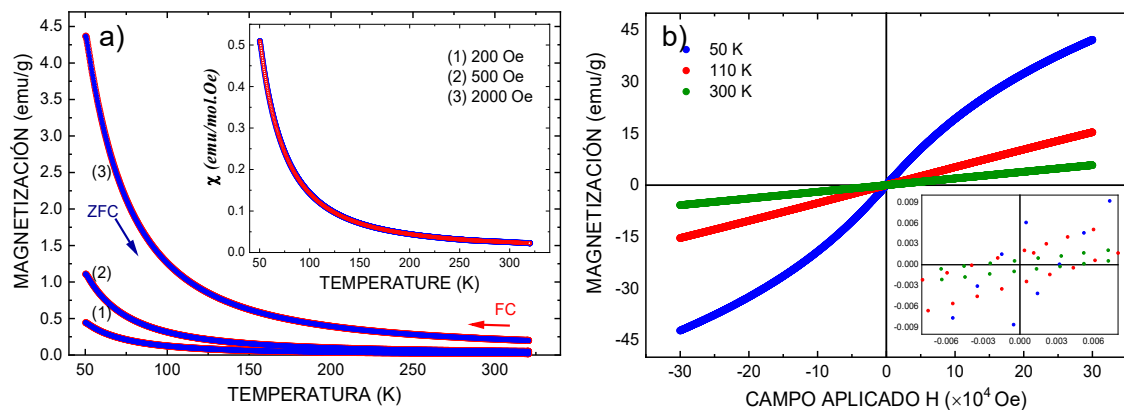 a)
MAGNETIZACIÓN (emu/g)
4.5
4.0
3.5
3.0
2.5
2.0
1.5
1.0
0.5
0.0
50 100 150 200 250 300
TEMPERATURA (K)
(3)
ZFC
(2)
(1)
FC
χ (emu/mol.Oe)
0.5
0.4
0.3
0.2
0.1
0.0
50 100 150 200 250 300
TEMPERATURE (K)
(1) 200 Oe
(2) 500 Oe
(3) 2000 Oe
b)
MAGNETIZACIÓN (emu/g)
45
30
15
0
-15
-30
-45
-30 -20 -10 0 10 20 30
CAMPO APLICADO H (×10⁴ Oe)
50 K
110 K
300 K
0.009
0.006
0.003
0.000
-0.003
-0.006
-0.009
-0.006 -0.003 0.000 0.003 0.006